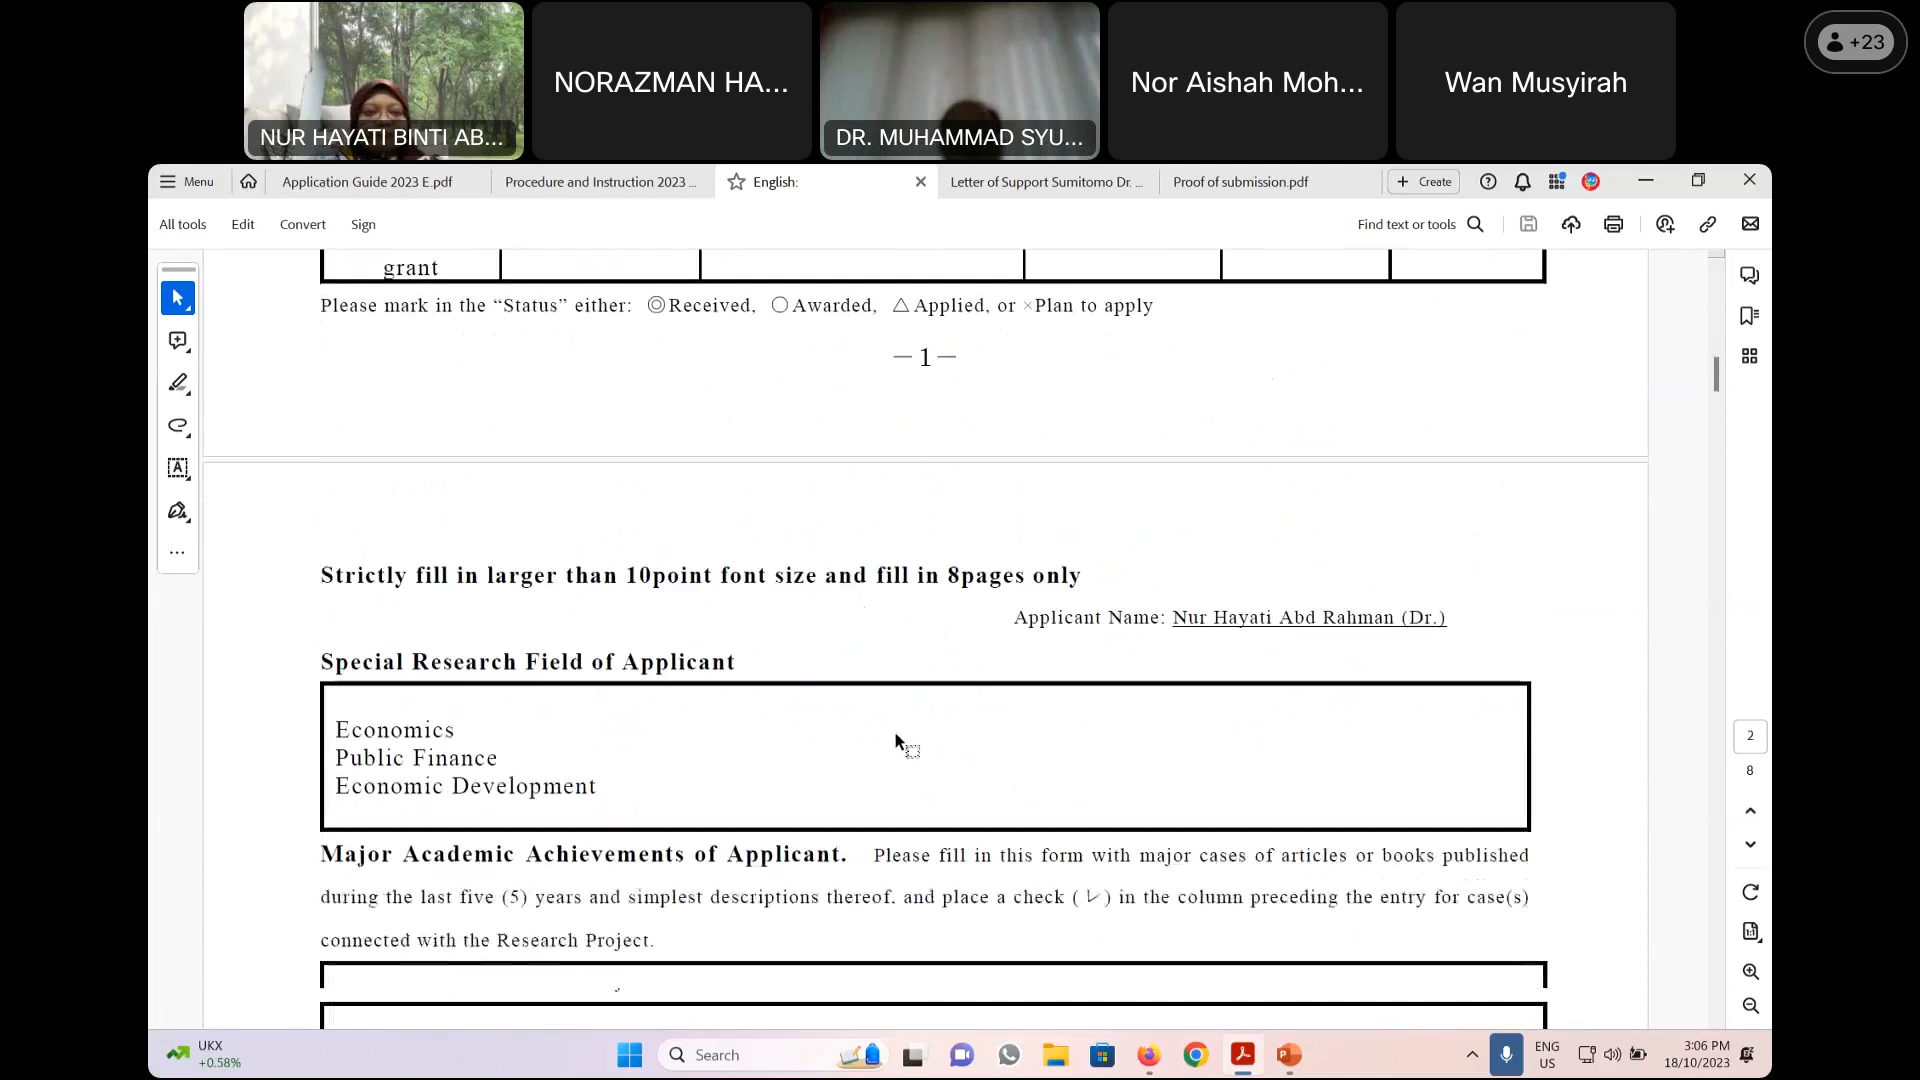 NUR HAYATI BINTI AB...
NORAZMAN HA...
DR. MUHAMMAD SYU...
Nor Aishah Moh...
Wan Musyirah
+23
Menu
Application Guide 2023 E.pdf
Procedure and Instruction 2023 ...
English:
Letter of Support Sumitomo Dr. ...
Proof of submission.pdf
Create
All tools
Edit
Convert
Sign
Find text or tools
grant
Please mark in the “Status” either: ◎Received, ○Awarded, △Applied, or ×Plan to apply
－1－
Strictly fill in larger than 10point font size and fill in 8pages only
Applicant Name: Nur Hayati Abd Rahman (Dr.)
Special Research Field of Applicant
Economics
Public Finance
Economic Development
Major Academic Achievements of Applicant. Please fill in this form with major cases of articles or books published
during the last five (5) years and simplest descriptions thereof, and place a check (✓) in the column preceding the entry for case(s)
connected with the Research Project.
2
8
UKX
+0.58%
Search
ENG
US
3:06 PM
18/10/2023